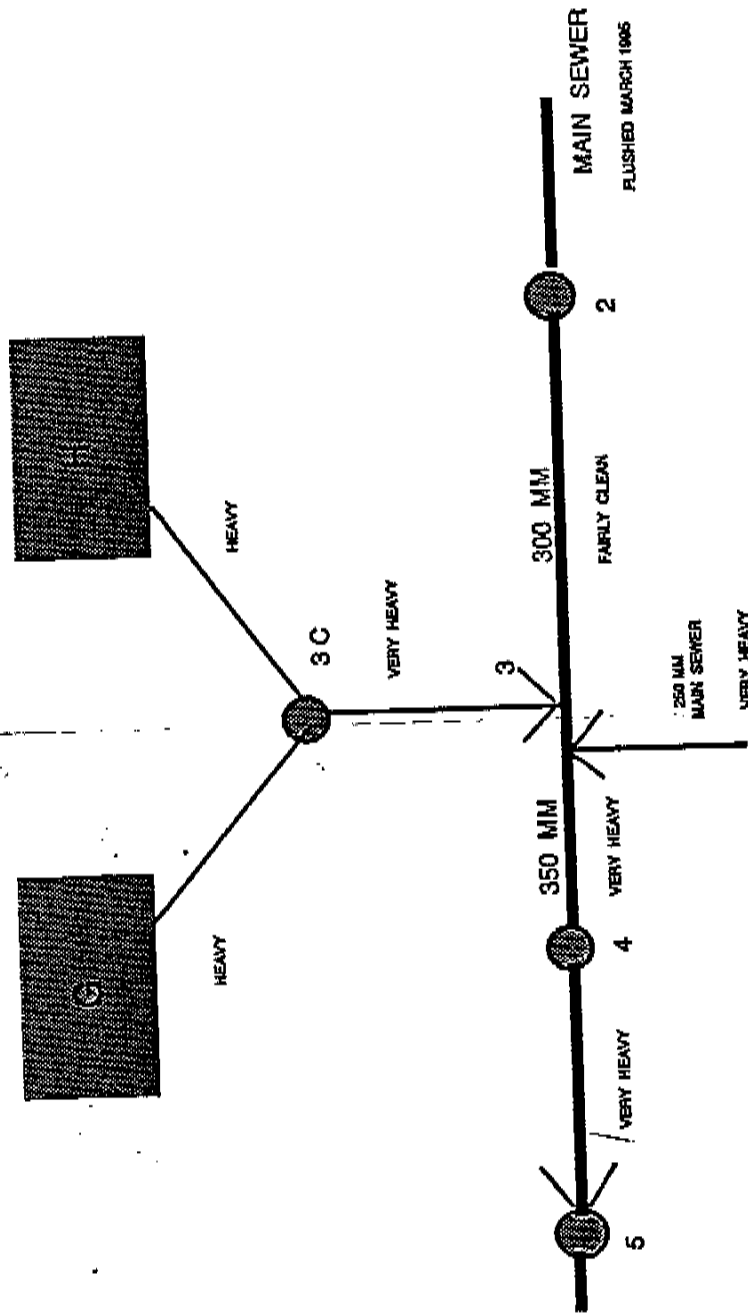 G
H
HEAVY
HEAVY
3 C
VERY HEAVY
3
350 MM
300 MM
MAIN SEWER
5
VERY HEAVY
4
VERY HEAVY
FAIRLY CLEAN
2
FLUSHED MARCH 1995
250 MM
MAIN SEWER
VERY HEAVY